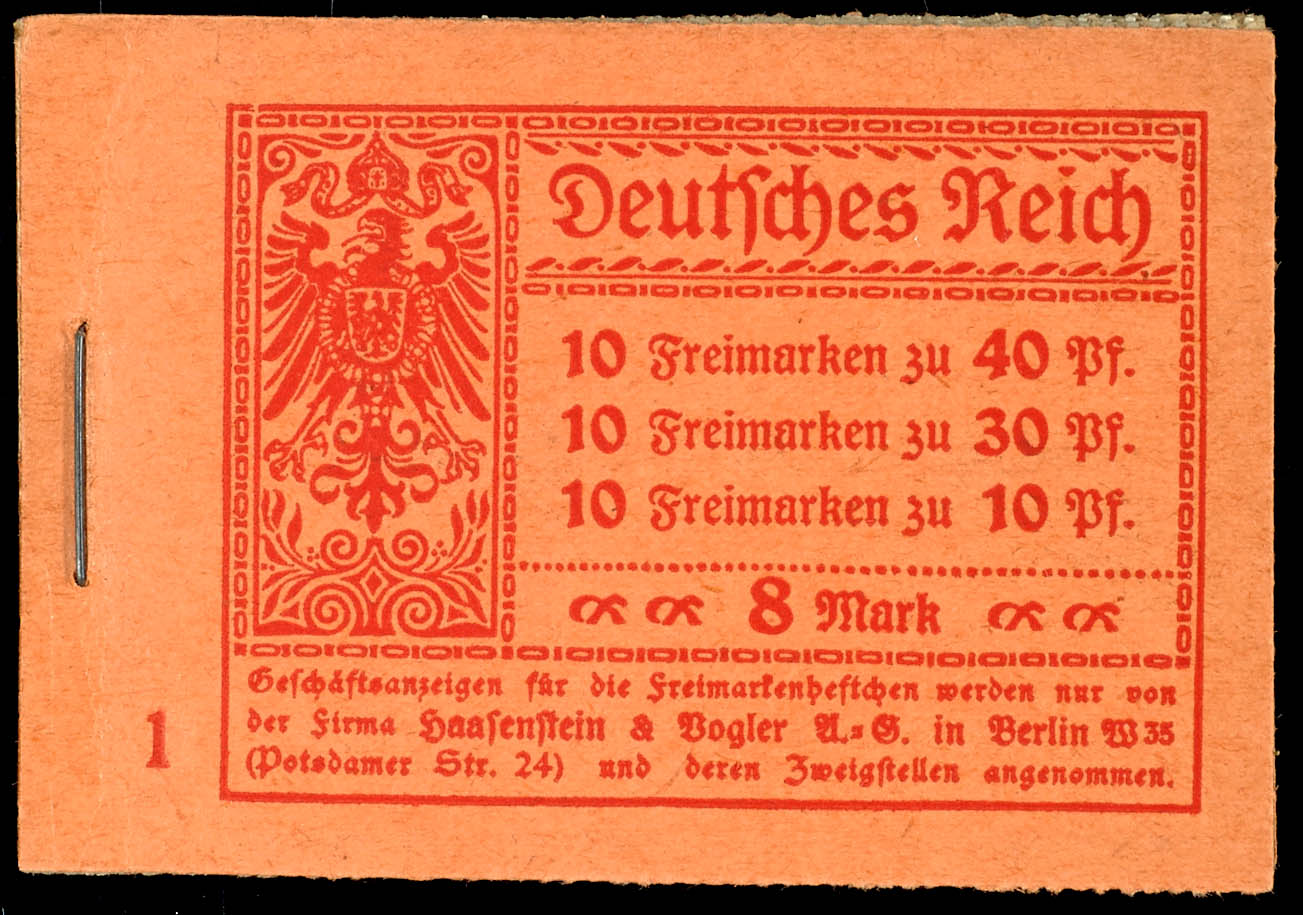 Deutsches Reich
10 Freimarken zu 40 Pf.
10 Freimarken zu 30 Pf.
10 Freimarken zu 10 Pf.
8 Mark
Geschäftsanzeigen für die Freimarkenheftchen werden nur von
der Firma Haasenstein & Vogler A.=G. in Berlin W 35
(Potsdamer Str. 24) und deren Zweigstellen angenommen.
1